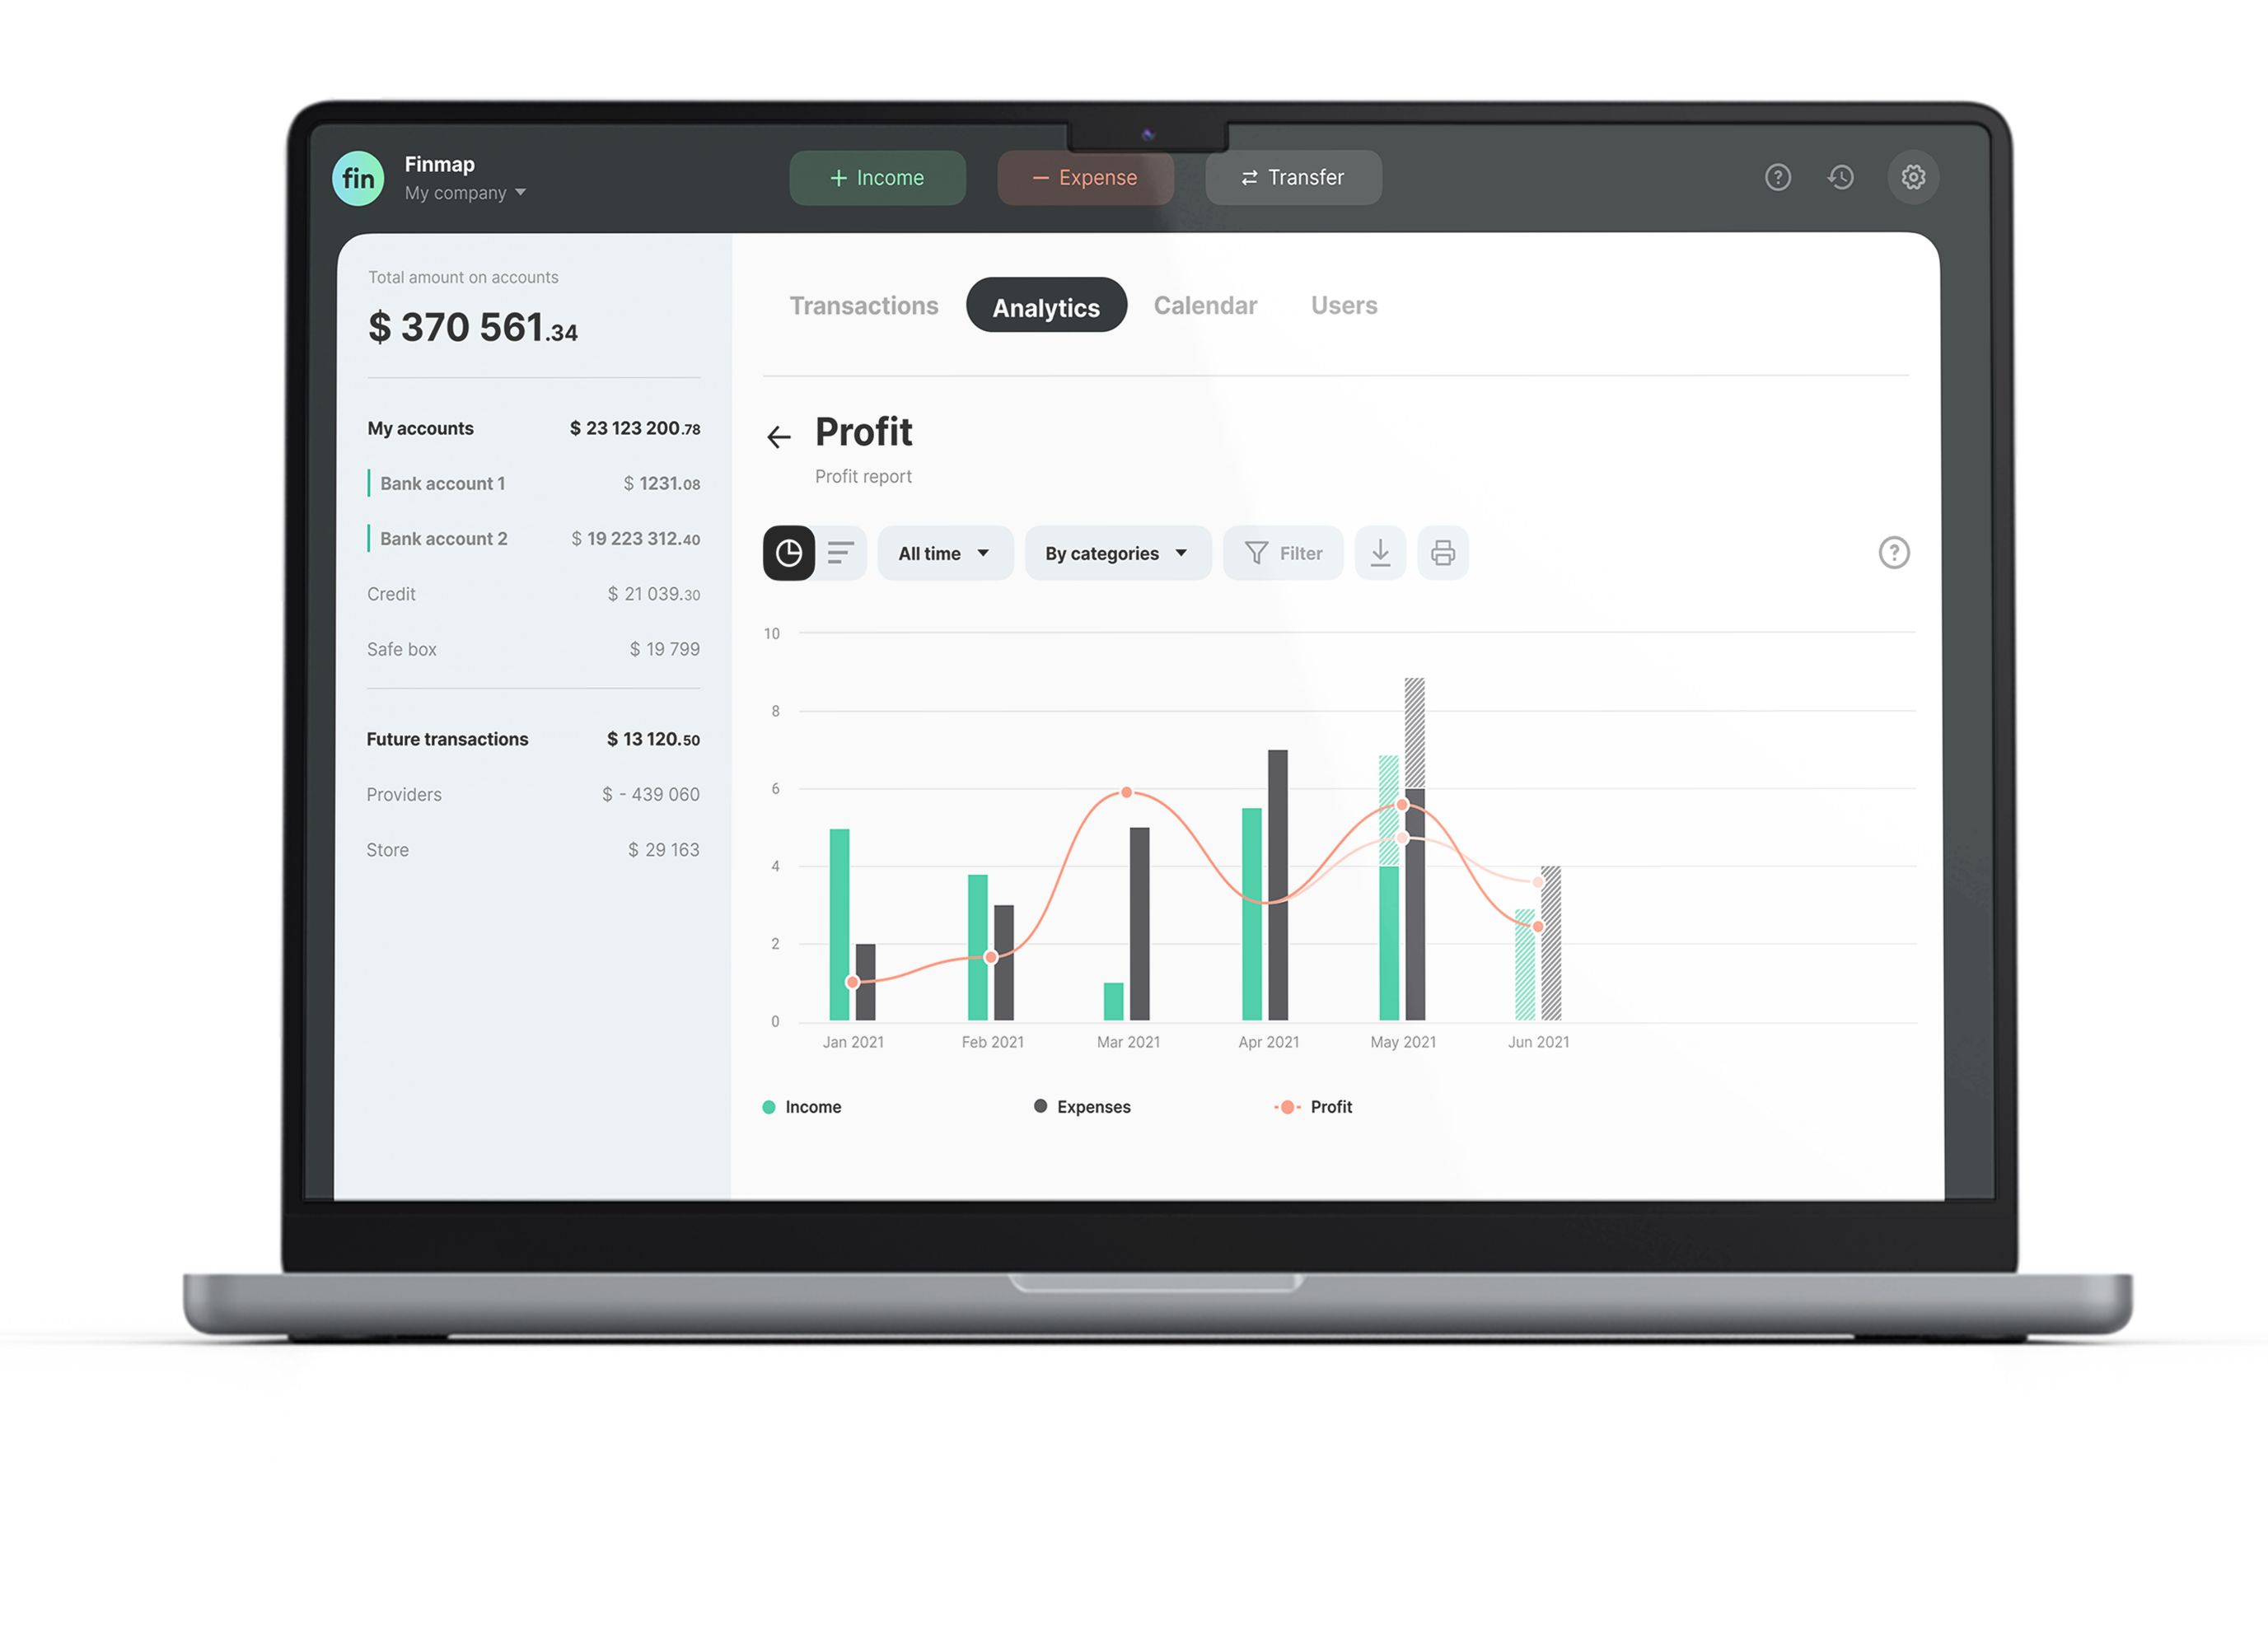 fin
Finmap
My company
+ Income
− Expense
Transfer
Total amount on accounts
$ 370 561.34
My accounts $ 23 123 200.78
Bank account 1 $ 1231.08
Bank account 2 $ 19 223 312.40
Credit $ 21 039.30
Safe box $ 19 799
Future transactions $ 13 120.50
Providers $ - 439 060
Store $ 29 163
Transactions Analytics Calendar Users
Profit
Profit report
All time
By categories
Filter
?
?
10
8
6
4
2
0
Jan 2021 Feb 2021 Mar 2021 Apr 2021 May 2021 Jun 2021
Income Expenses Profit